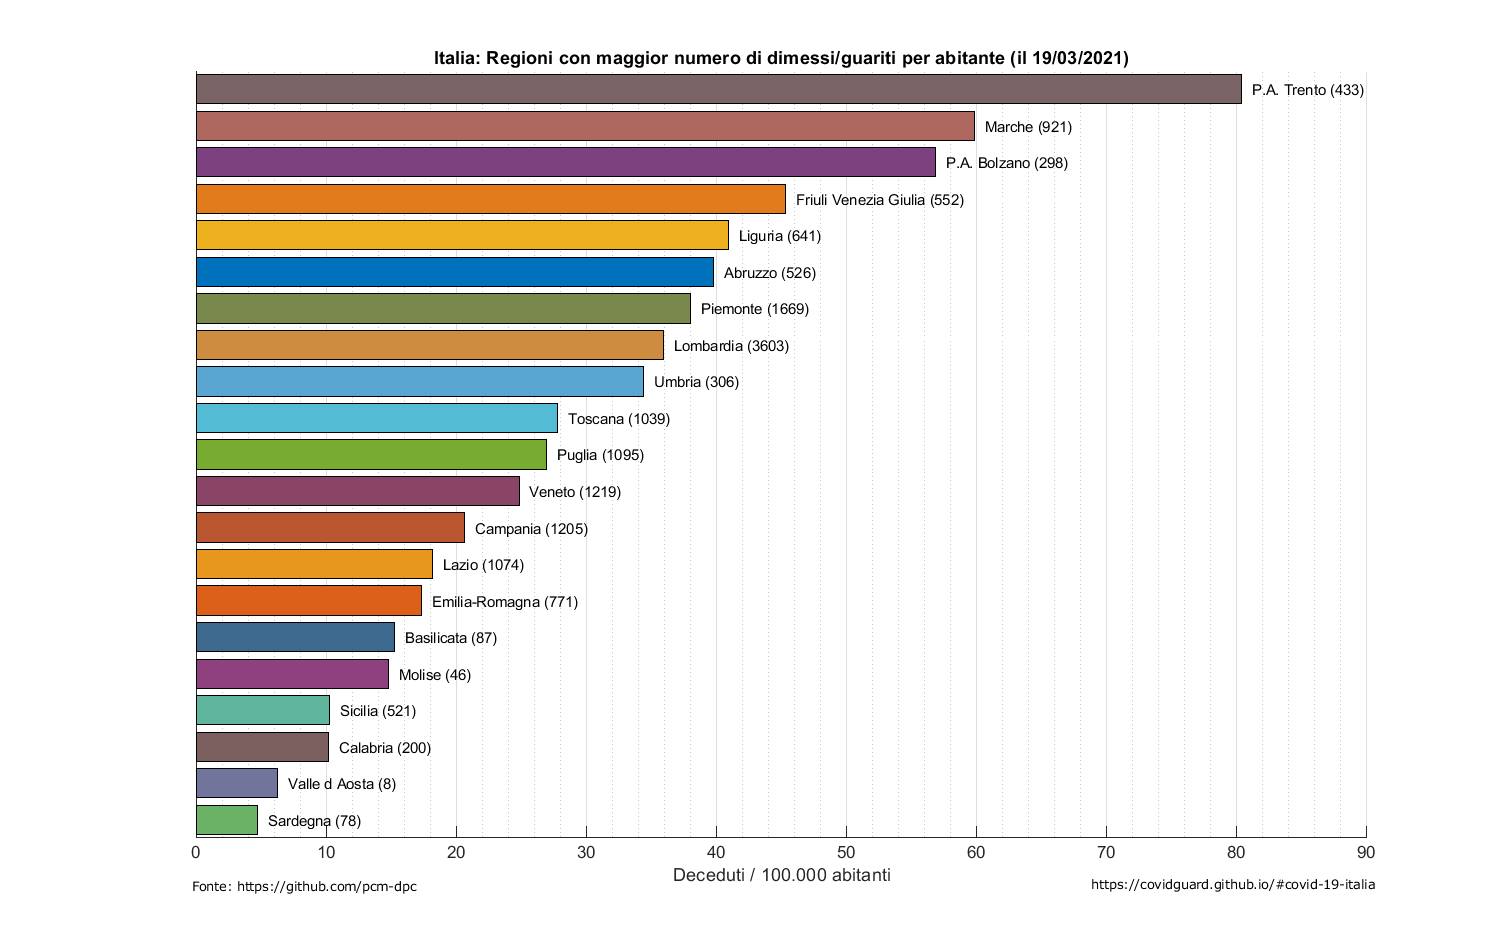 Italia: Regioni con maggior numero di dimessi/guariti per abitante (il 19/03/2021)
P.A. Trento (433)
Marche (921)
P.A. Bolzano (298)
Friuli Venezia Giulia (552)
Liguria (641)
Abruzzo (526)
Piemonte (1669)
Lombardia (3603)
Umbria (306)
Toscana (1039)
Puglia (1095)
Veneto (1219)
Campania (1205)
Lazio (1074)
Emilia-Romagna (771)
Basilicata (87)
Molise (46)
Sicilia (521)
Calabria (200)
Valle d Aosta (8)
Sardegna (78)
0 10 20 30 40 50 60 70 80 90
Deceduti / 100.000 abitanti
Fonte: https://github.com/pcm-dpc
https://covidguard.github.io/#covid-19-italia